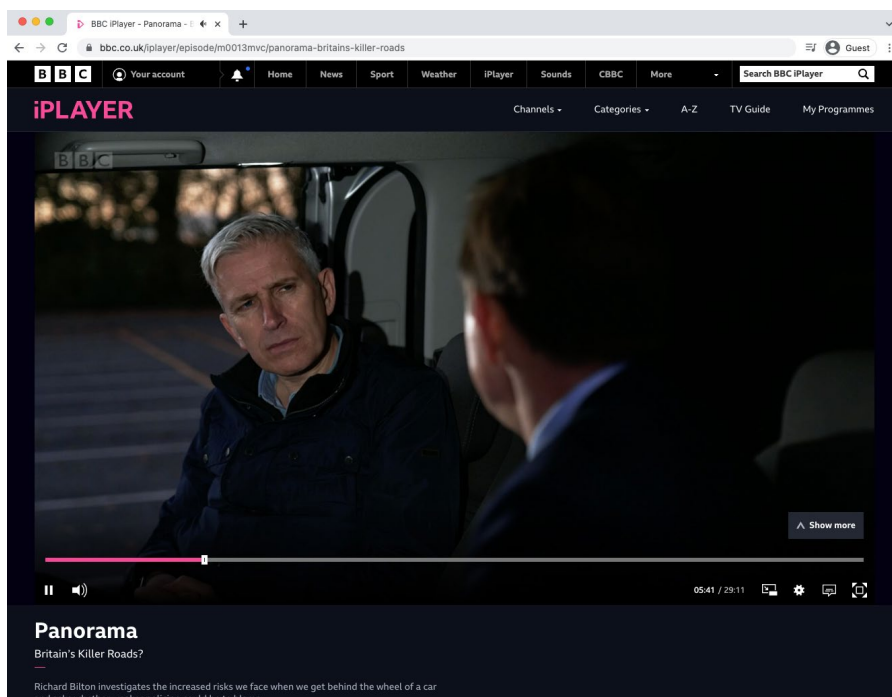 BBC iPlayer - Panorama - B
bbc.co.uk/iplayer/episode/m0013mvc/panorama-britains-killer-roads
Guest
BBC Your account Home News Sport Weather iPlayer Sounds CBBC More Search BBC iPlayer
iPLAYER Channels Categories A-Z TV Guide My Programmes
BBC
Show more
05:41 / 29:11
Panorama
Britain's Killer Roads?
Richard Bilton investigates the increased risks we face when we get behind the wheel of a car